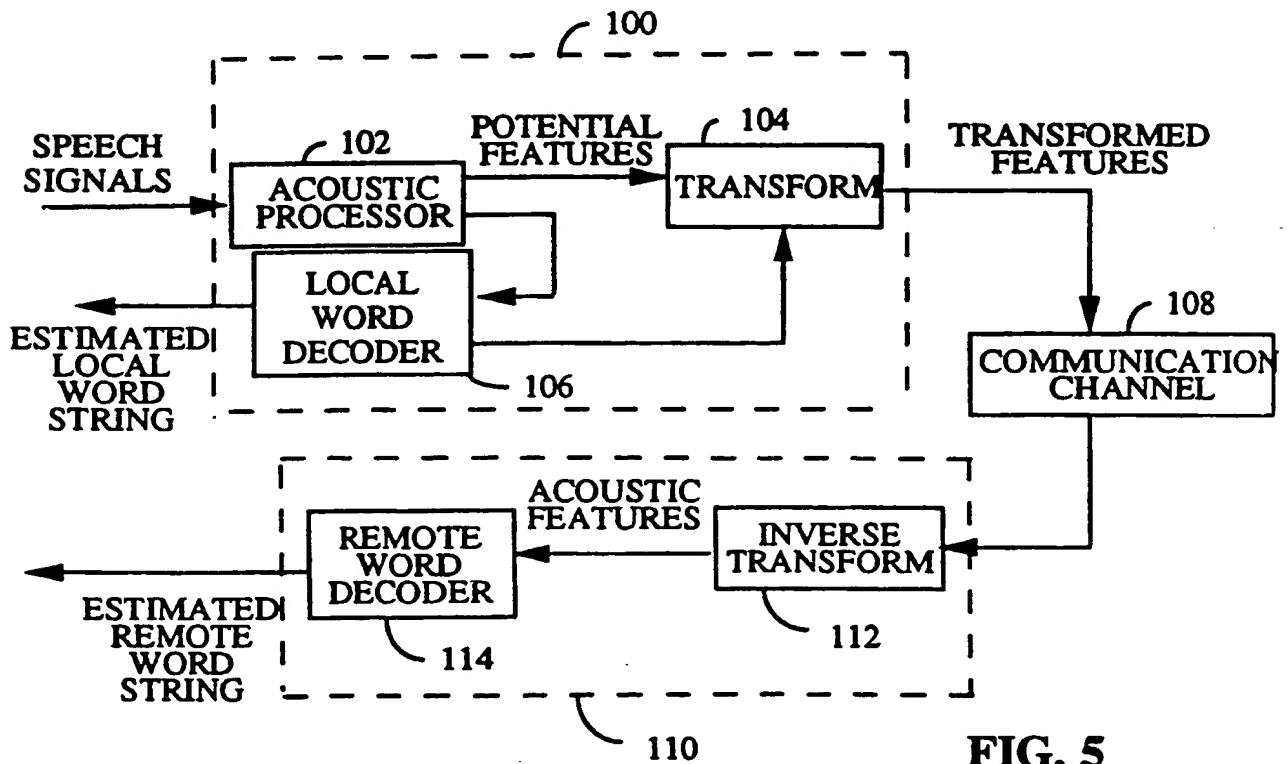 100
SPEECH
SIGNALS
102
ACOUSTIC
PROCESSOR
POTENTIAL
FEATURES
104
TRANSFORM
TRANSFORMED
FEATURES
LOCAL
WORD
DECODER
106
ESTIMATED
LOCAL
WORD
STRING
108
COMMUNICATION
CHANNEL
ACOUSTIC
FEATURES
INVERSE
TRANSFORM
112
REMOTE
WORD
DECODER
114
ESTIMATED
REMOTE
WORD
STRING
110
FIG. 5